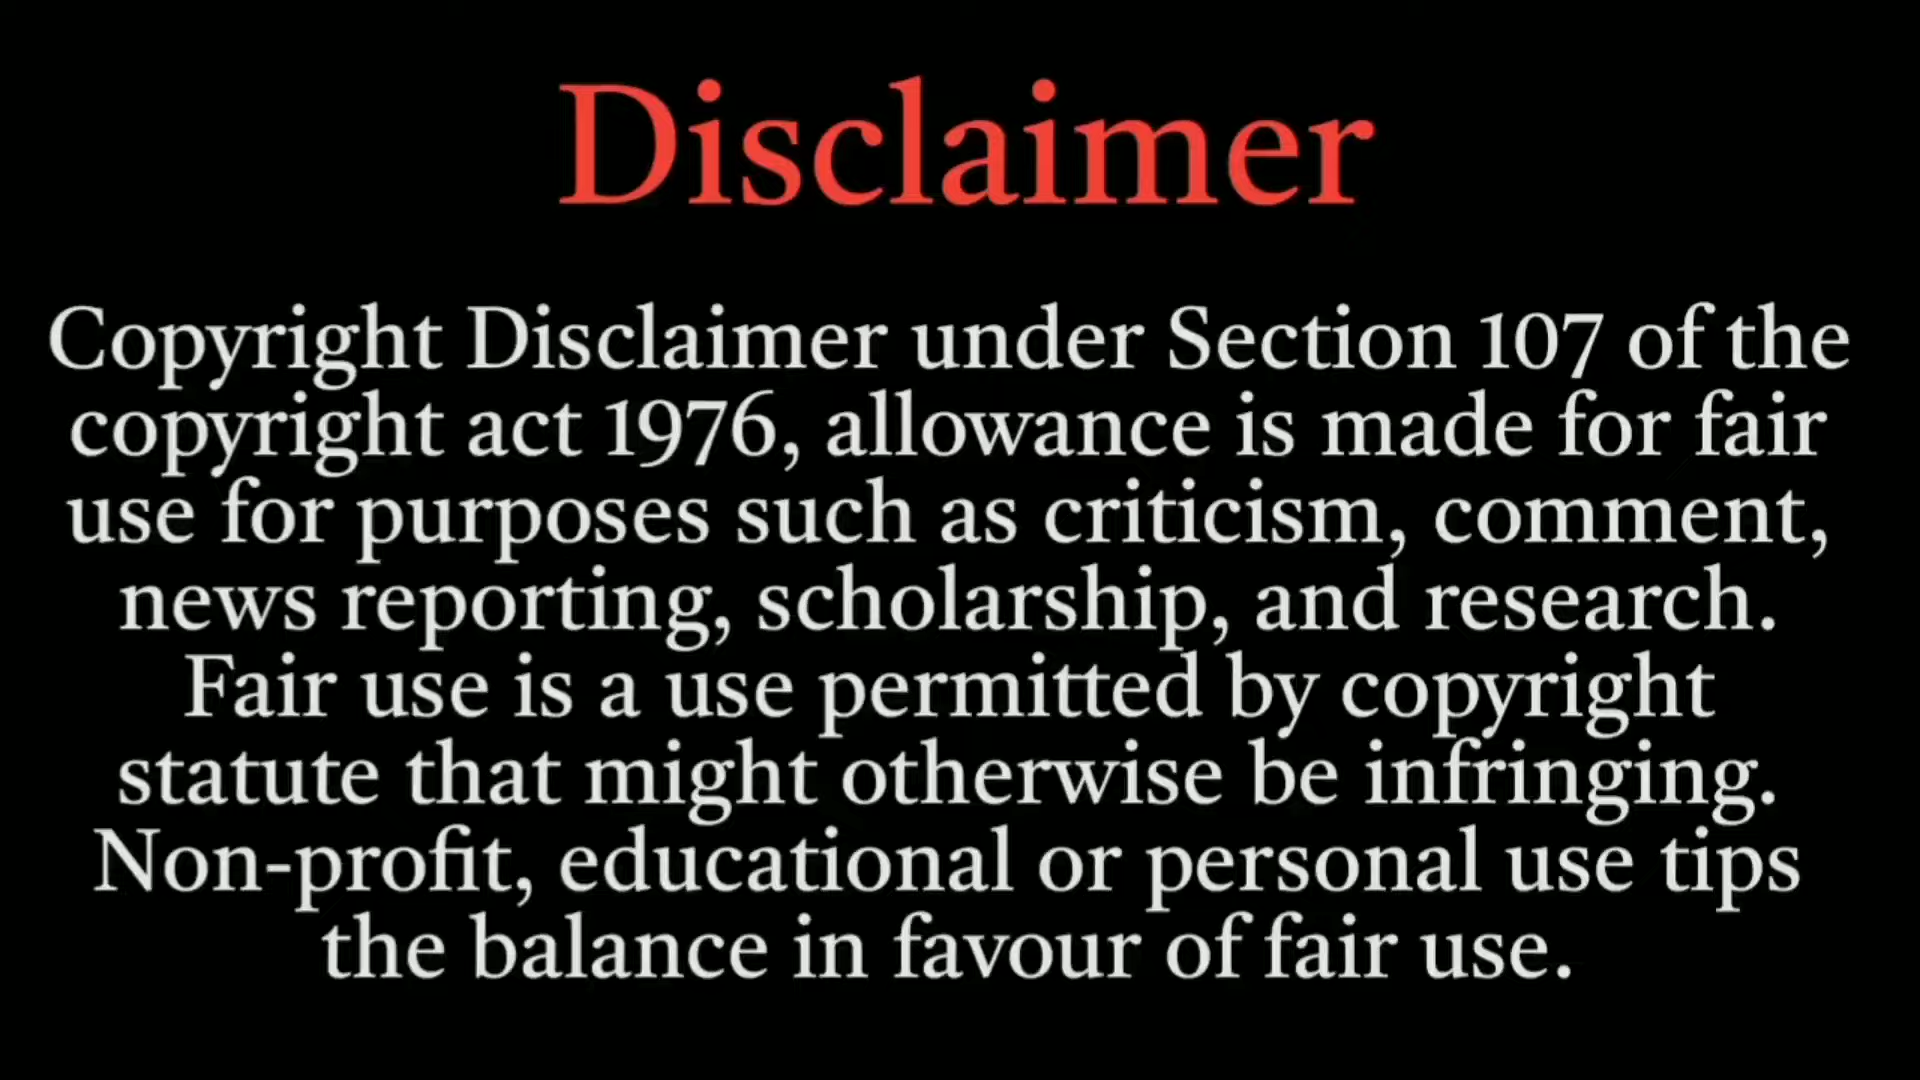 Disclaimer
Copyright Disclaimer under Section 107 of the
copyright act 1976, allowance is made for fair
use for purposes such as criticism, comment,
news reporting, scholarship, and research.
Fair use is a use permitted by copyright
statute that might otherwise be infringing.
Non-profit, educational or personal use tips
the balance in favour of fair use.